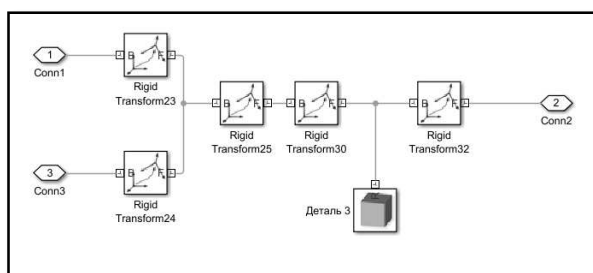 1
Conn1
B F
Rigid
Transform23
3
Conn3
B F
Rigid
Transform24
B F
Rigid
Transform25
B F
Rigid
Transform30
B F
Rigid
Transform32
2
Conn2
Деталь 3